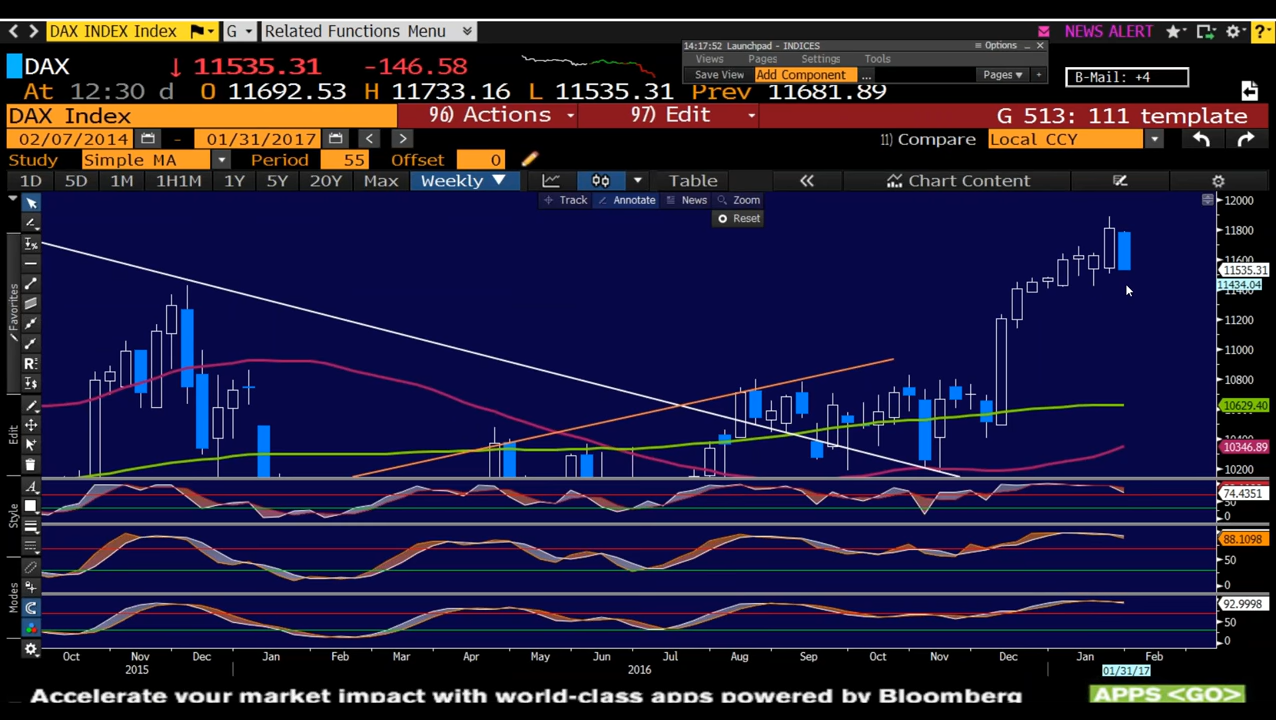 DAX INDEX Index G Related Functions Menu NEWS ALERT ?
14:17:52 Launchpad - INDICES Options
Views Pages Settings Tools
Save View Add Component ... Pages +
DAX 11535.31 -146.58
B-Mail: +4
At 12:30 d O 11692.53 H 11733.16 L 11535.31 Prev 11681.89
DAX Index 96) Actions 97) Edit G 513: 111 template
02/07/2014 - 01/31/2017 < > 11) Compare Local CCY
Study Simple MA Period 55 Offset 0
1D 5D 1M 1H1M 1Y 5Y 20Y Max Weekly Table « Chart Content
Track Annotate News Zoom
Reset
12000
11800
11600
11535.31
11434.04
11200
11000
10800
10629.40
10346.89
10200
74.4351
0
88.1098
50
0
92.9998
50
0
Favorites
Edit
Style
Modes
Oct Nov Dec Jan Feb Mar Apr May Jun Jul Aug Sep Oct Nov Dec Jan Feb
2015 2016 01/31/17
Accelerate your market impact with world-class apps powered by Bloomberg APPS <GO>